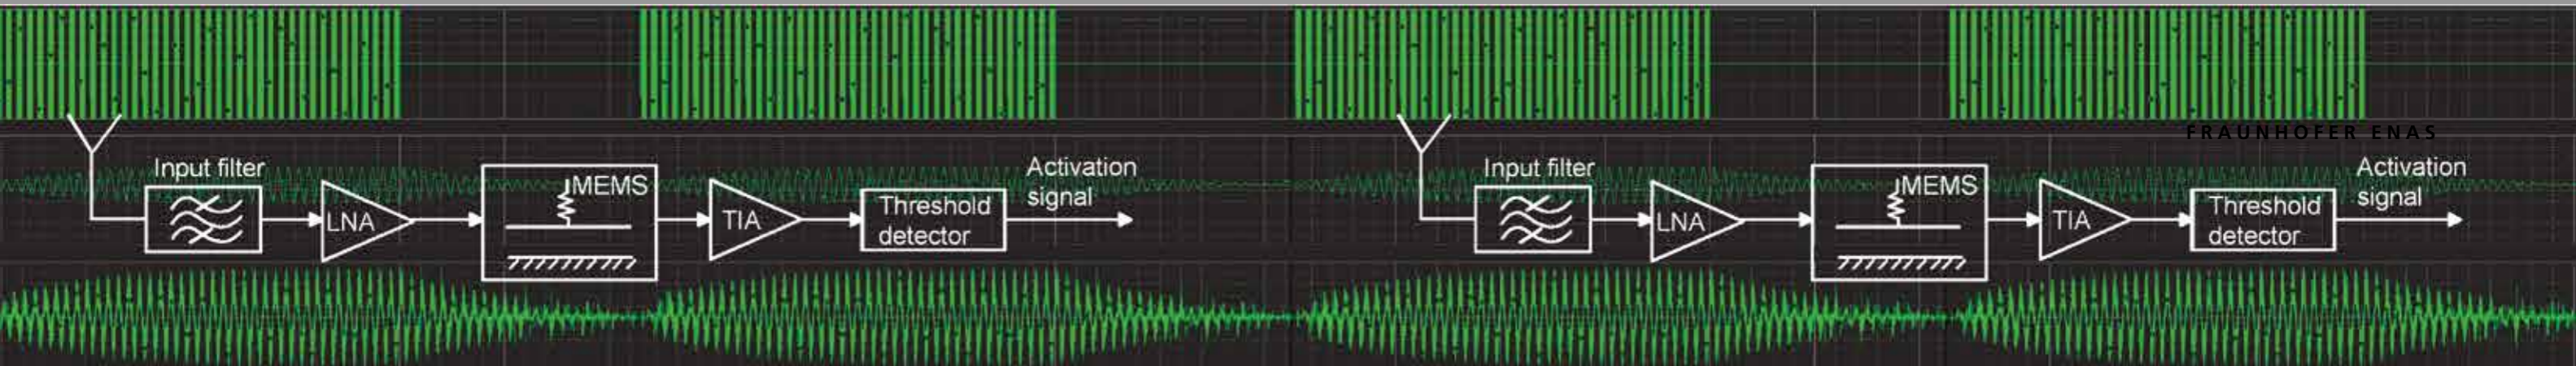 FRAUNHOFER ENAS
Input filter
LNA
MEMS
TIA
Threshold
detector
Activation
signal
Input filter
LNA
MEMS
TIA
Threshold
detector
Activation
signal